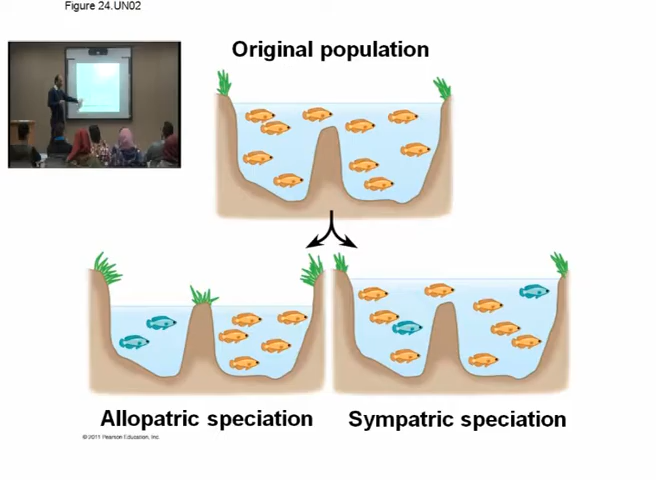 Figure 24.UN02
Original population
Allopatric speciation
Sympatric speciation
© 2011 Pearson Education, Inc.